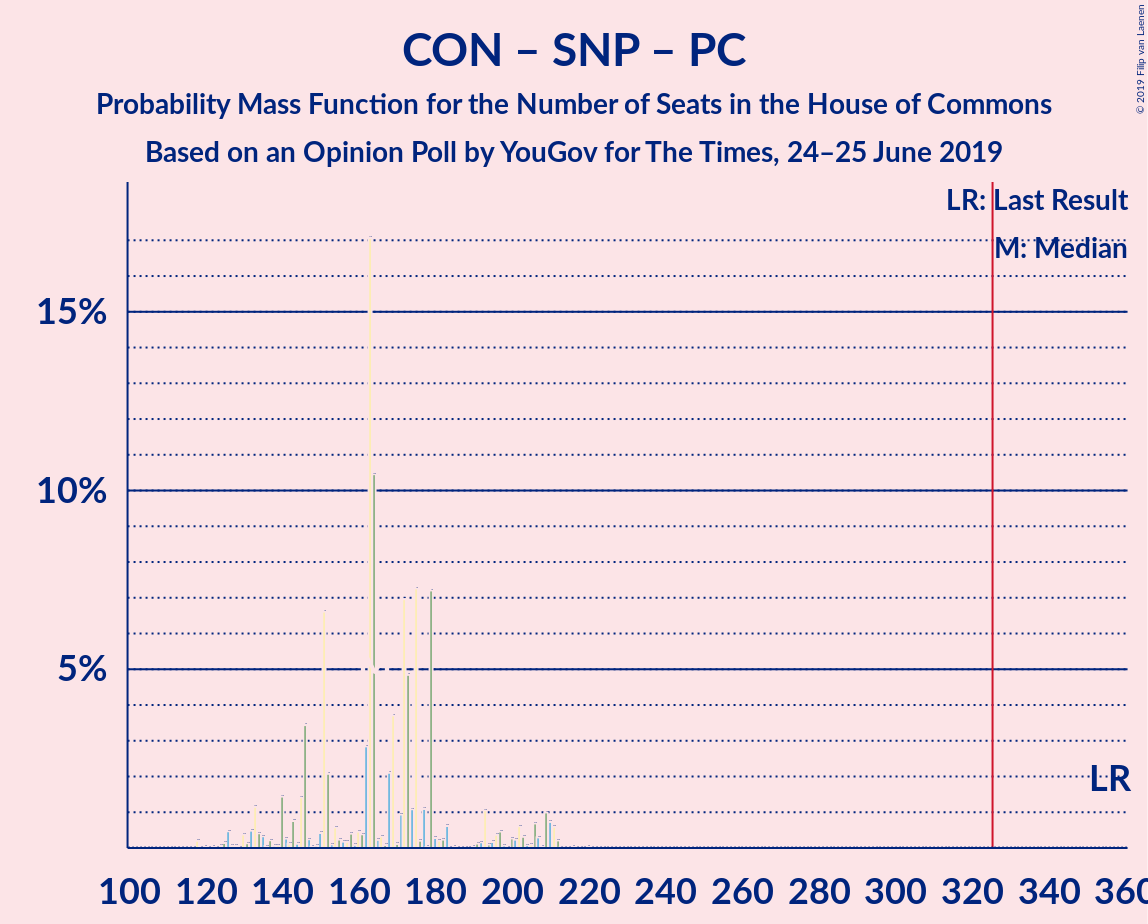 CON – SNP – PC
Probability Mass Function for the Number of Seats in the House of Commons
Based on an Opinion Poll by YouGov for The Times, 24–25 June 2019
© 2019 Filip van Laenen
LR: Last Result
M: Median
15%
10%
5%
LR
100 120 140 160 180 200 220 240 260 280 300 320 340 360